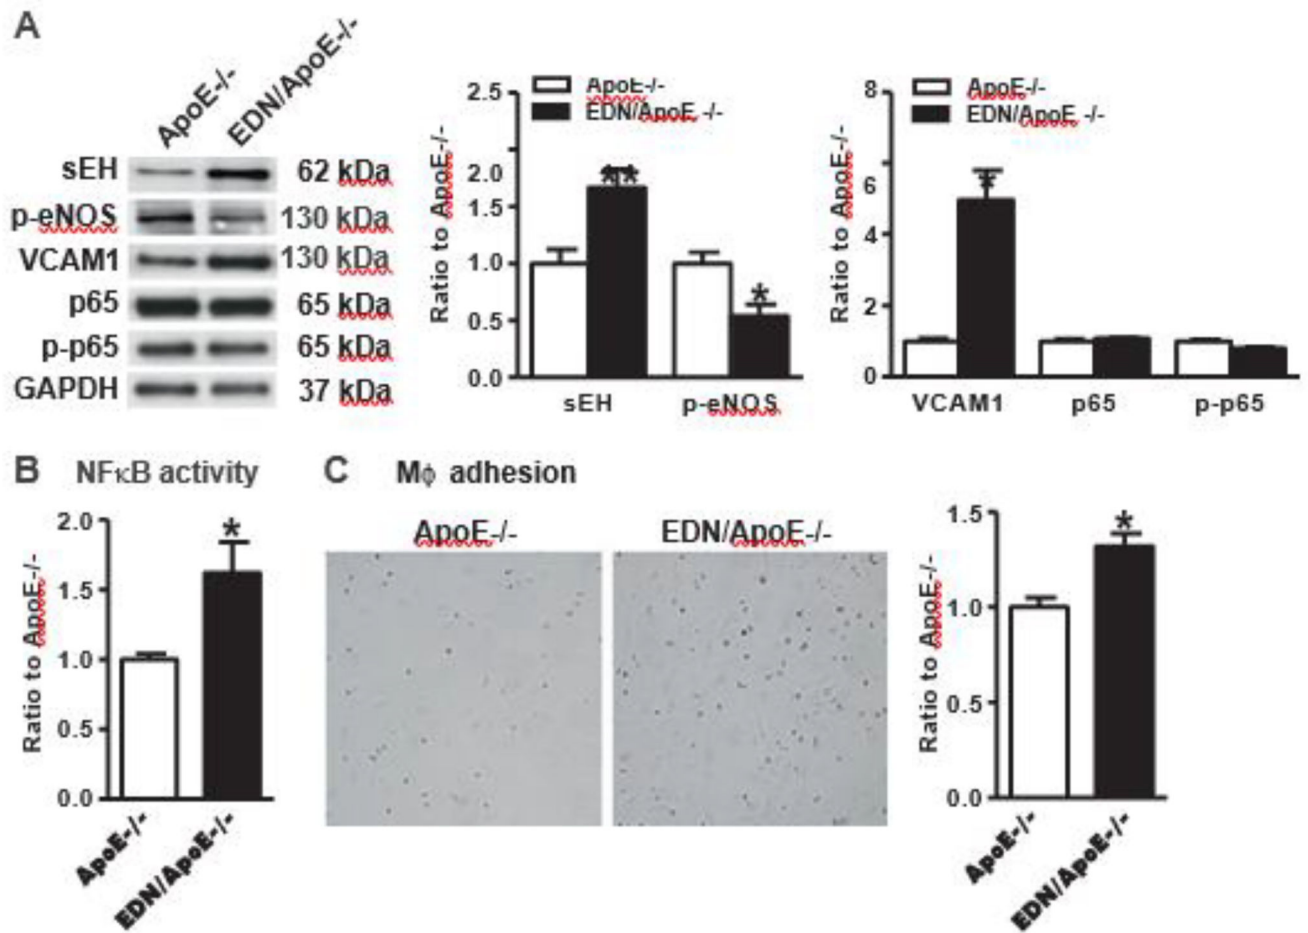 A
ApoE-/-
EDN/ApoE-/-
sEH 62 kDa
p-eNOS 130 kDa
VCAM1 130 kDa
p65 65 kDa
p-p65 65 kDa
GAPDH 37 kDa
Ratio to ApoE-/-
2.5
2.0
1.5
1.0
0.5
0.0
ApoE-/-
EDN/ApoE -/-
**
*
sEH p-eNOS
Ratio to ApoE-/-
8
6
4
2
0
ApoE-/-
EDN/ApoE -/-
*
VCAM1 p65 p-p65
B NFκB activity
Ratio to ApoE-/-
2.0
1.5
1.0
0.5
0.0
*
ApoE-/-
EDN/ApoE-/-
C Mϕ adhesion
ApoE-/- EDN/ApoE-/-
Ratio to ApoE-/-
1.5
1.0
0.5
0.0
*
ApoE-/-
EDN/ApoE-/-